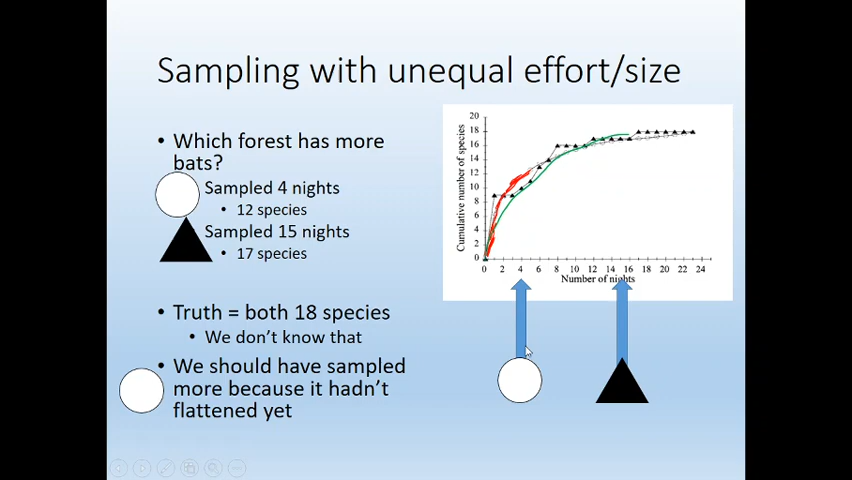 Sampling with unequal effort/size
• Which forest has more
bats?
Sampled 4 nights
• 12 species
Sampled 15 nights
• 17 species
• Truth = both 18 species
• We don't know that
• We should have sampled
more because it hadn't
flattened yet
Cumulative number of species
20
18
16
14
12
10
8
6
4
2
0
0 2 4 6 8 10 12 14 16 18 20 22 24
Number of nights